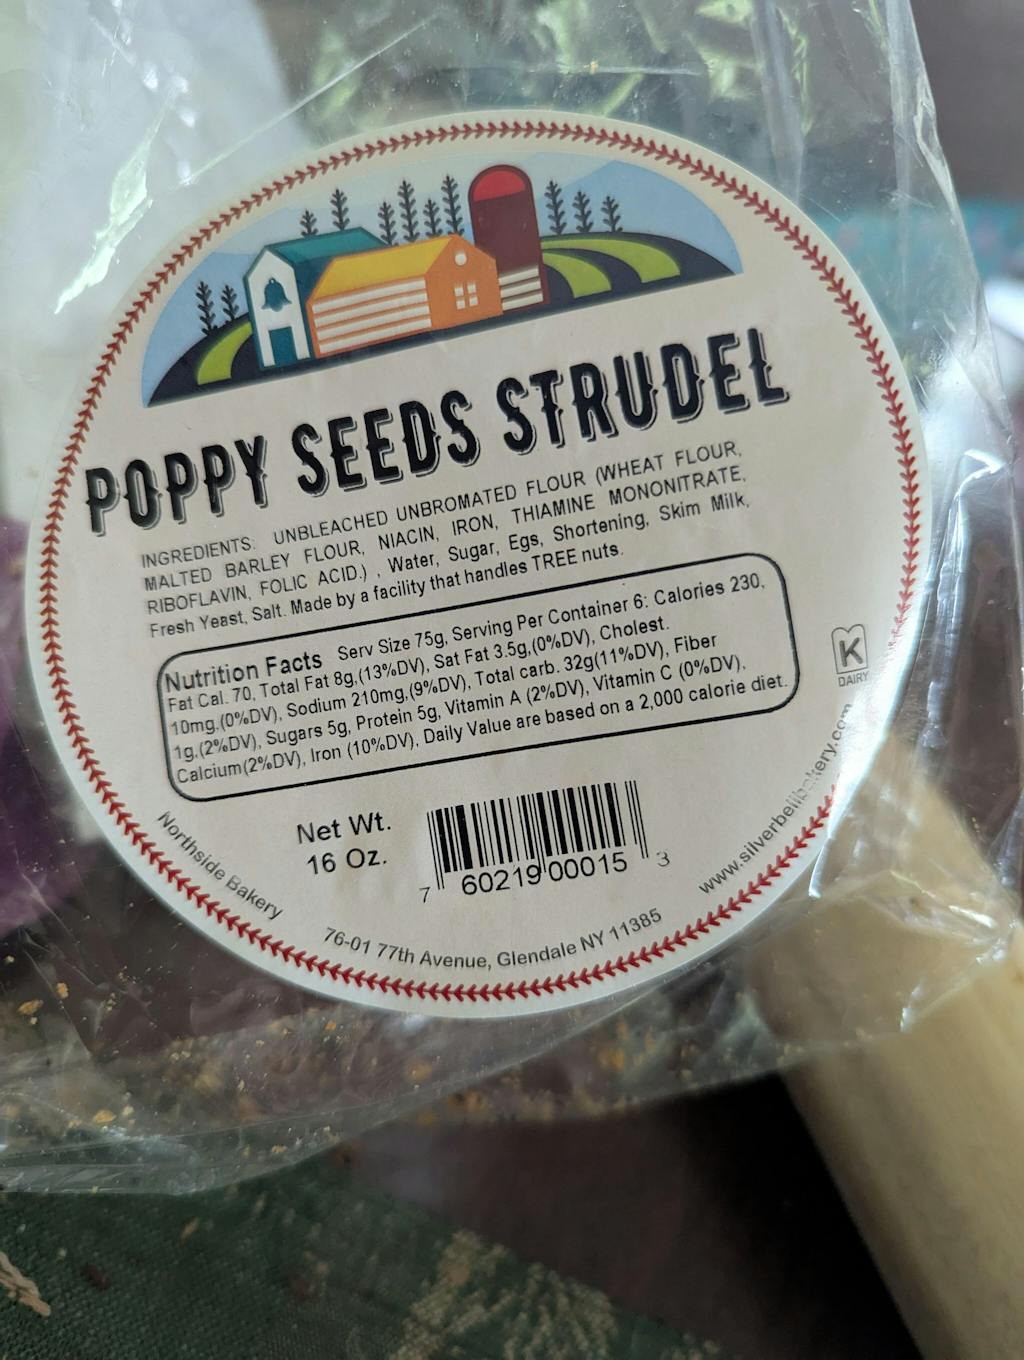 POPPY SEEDS STRUDEL
INGREDIENTS: UNBLEACHED UNBROMATED FLOUR (WHEAT FLOUR,
MALTED BARLEY FLOUR, NIACIN, IRON, THIAMINE MONONITRATE,
RIBOFLAVIN, FOLIC ACID.) , Water, Sugar, Egs, Shortening, Skim Milk,
Fresh Yeast, Salt. Made by a facility that handles TREE nuts.
Nutrition Facts Serv Size 75g, Serving Per Container 6: Calories 230,
Fat Cal. 70, Total Fat 8g,(13%DV), Sat Fat 3.5g,(0%DV), Cholest.
10mg,(0%DV), Sodium 210mg,(9%DV), Total carb. 32g(11%DV), Fiber
1g,(2%DV), Sugars 5g, Protein 5g, Vitamin A (2%DV), Vitamin C (0%DV),
Calcium(2%DV), Iron (10%DV), Daily Value are based on a 2,000 calorie diet.
K
DAIRY
Net Wt.
16 Oz.
7 60219 00015 3
Northside Bakery
76-01 77th Avenue, Glendale NY 11385
www.silverbellbakery.com